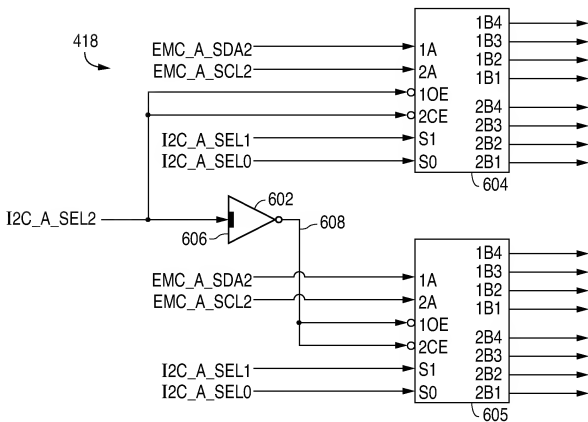 418
EMC_A_SDA2
EMC_A_SCL2
I2C_A_SEL1
I2C_A_SEL0
1A
2A
1OE
2CE
S1
S0
1B4
1B3
1B2
1B1
2B4
2B3
2B2
2B1
604
I2C_A_SEL2
602
606
608
EMC_A_SDA2
EMC_A_SCL2
I2C_A_SEL1
I2C_A_SEL0
1A
2A
1OE
2CE
S1
S0
1B4
1B3
1B2
1B1
2B4
2B3
2B2
2B1
605